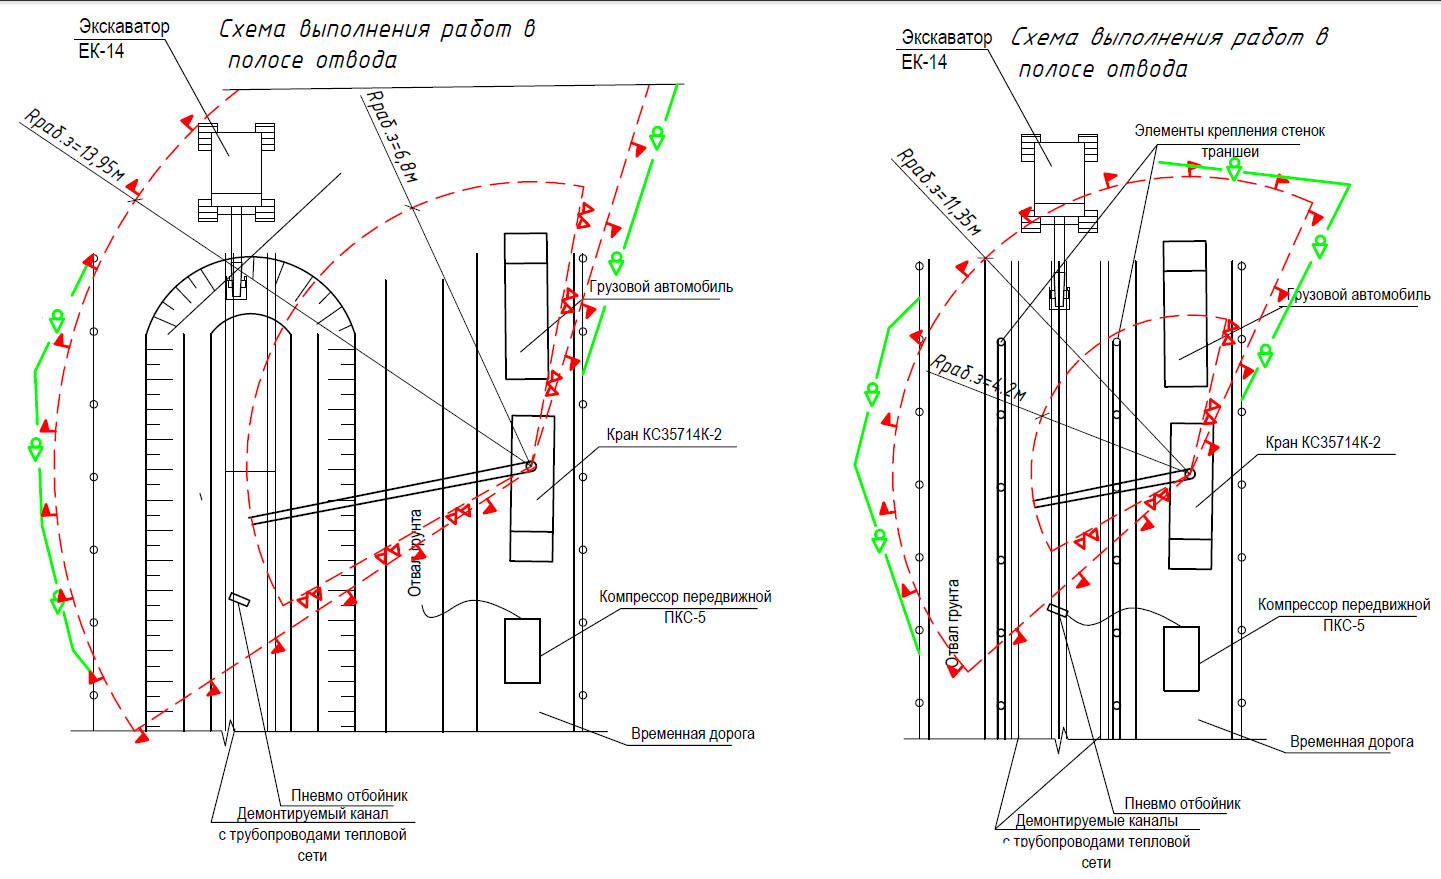 Экскаватор
ЕК-14
Схема выполнения работ в
полосе отвода
Rраб.з=13,95м
Rраб.з=6,8м
Грузовой автомобиль
Кран КС35714К-2
Отвал грунта
Компрессор передвижной
ПКС-5
Временная дорога
Пневмо отбойник
Демонтируемый канал
с трубопроводами тепловой
сети
Экскаватор
ЕК-14
Схема выполнения работ в
полосе отвода
Элементы крепления стенок
траншеи
Rраб.з=11,35м
Грузовой автомобиль
Rраб.з=4.2м
Кран КС35714К-2
Отвал грунта
Компрессор передвижной
ПКС-5
Временная дорога
Пневмо отбойник
Демонтируемые каналы
с трубопроводами тепловой
сети